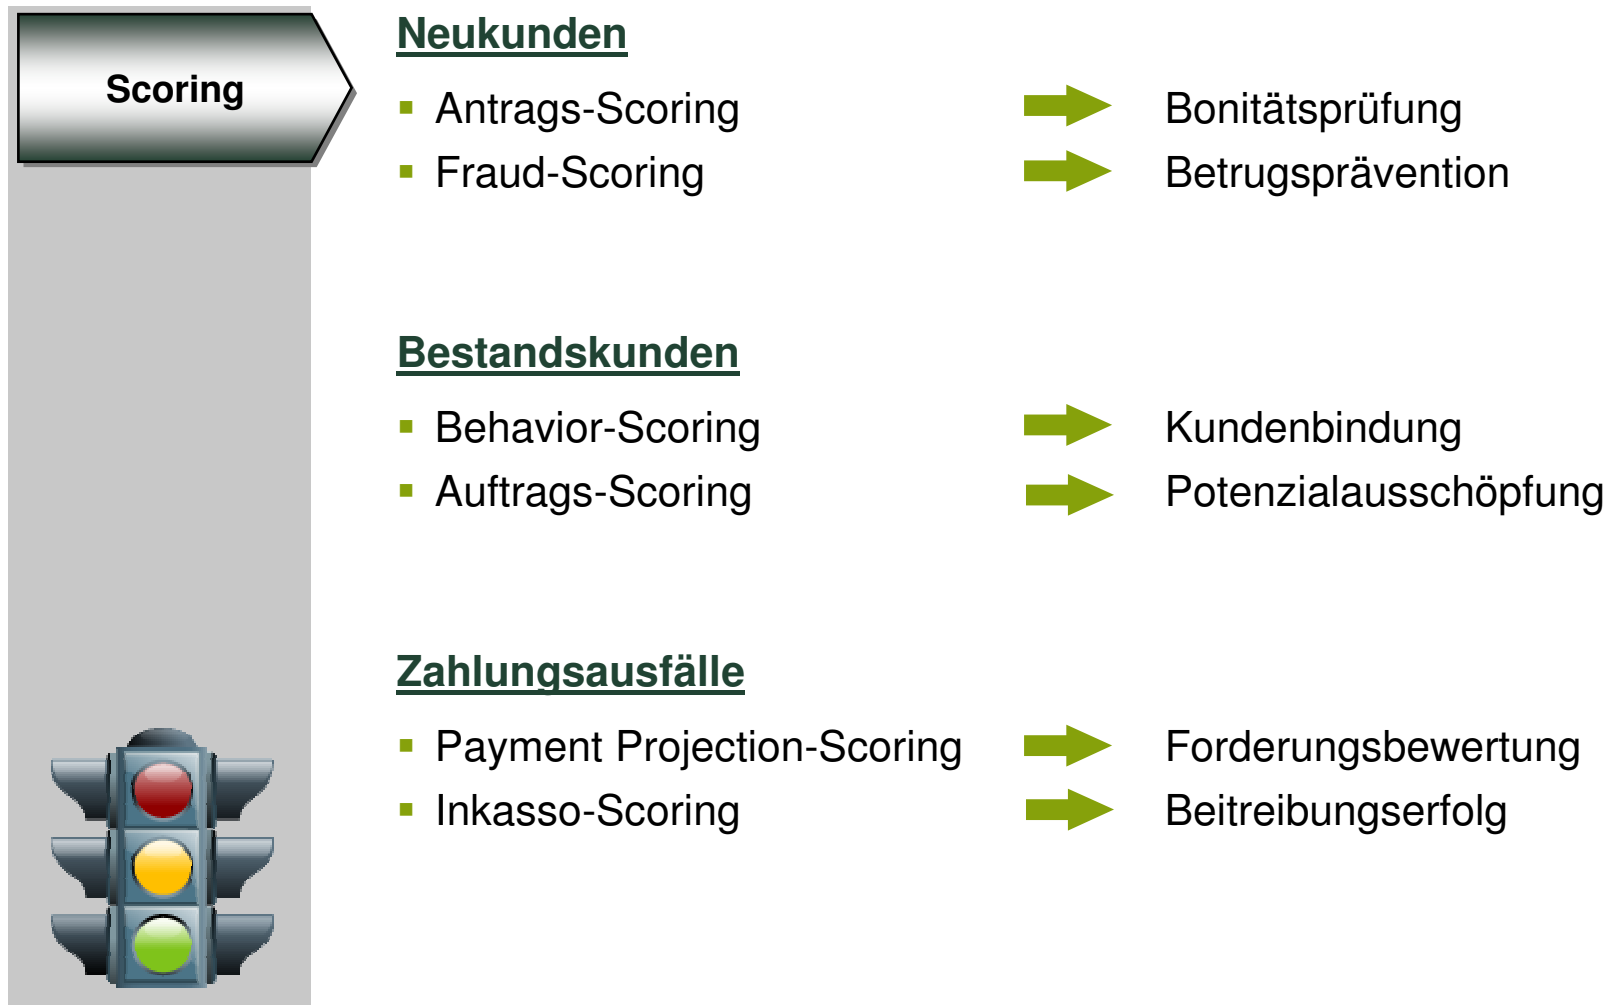 Scoring
Neukunden
▪ Antrags-Scoring Bonitätsprüfung
▪ Fraud-Scoring Betrugsprävention
Bestandskunden
▪ Behavior-Scoring Kundenbindung
▪ Auftrags-Scoring Potenzialausschöpfung
Zahlungsausfälle
▪ Payment Projection-Scoring Forderungsbewertung
▪ Inkasso-Scoring Beitreibungserfolg